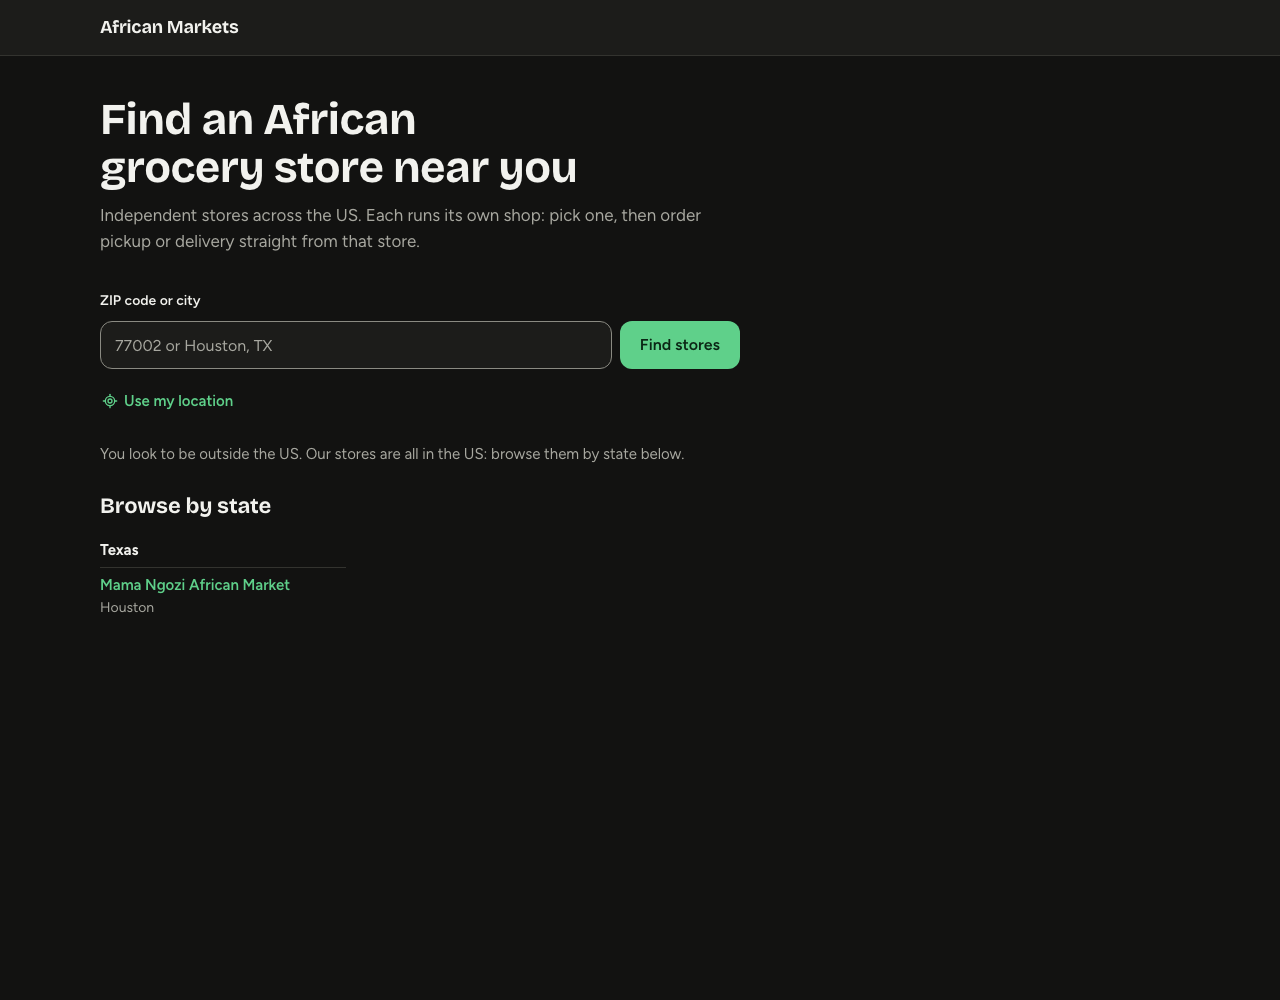 African Markets
Find an African
grocery store near you
Independent stores across the US. Each runs its own shop: pick one, then order
pickup or delivery straight from that store.
ZIP code or city
77002 or Houston, TX
Find stores
Use my location
You look to be outside the US. Our stores are all in the US: browse them by state below.
Browse by state
Texas
Mama Ngozi African Market
Houston